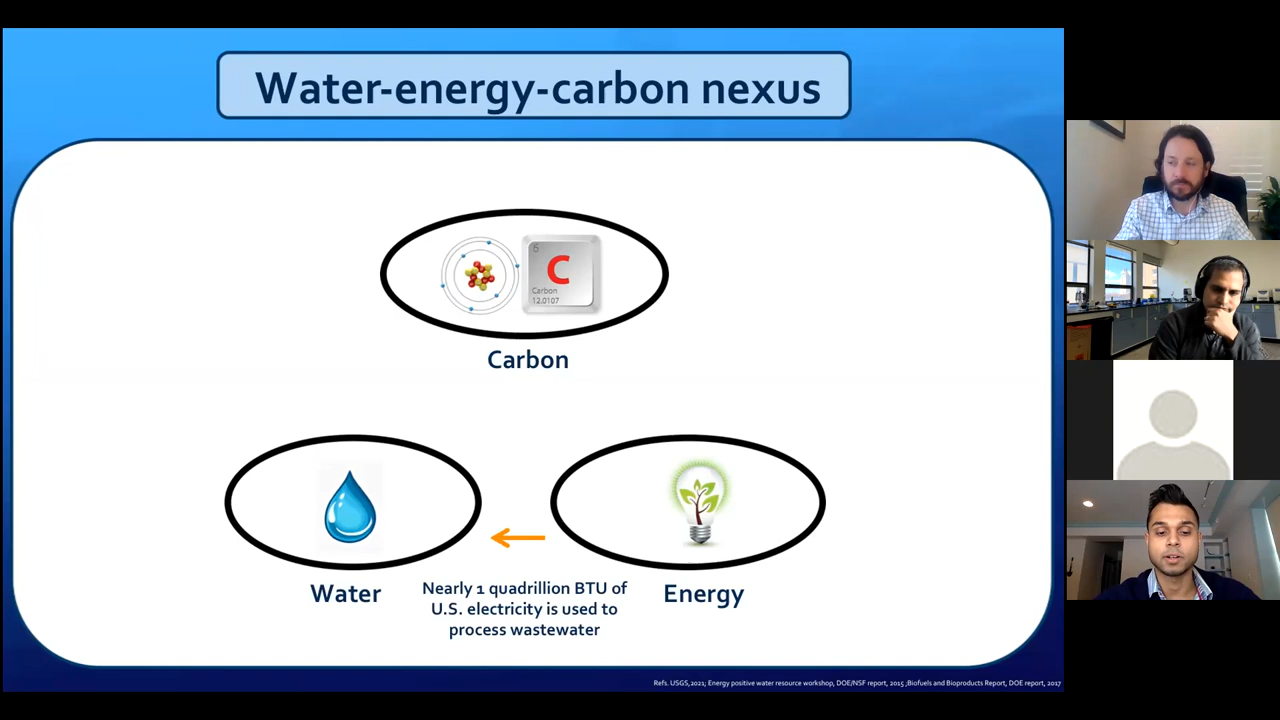 Water-energy-carbon nexus
6
C
Carbon
12.0107
Carbon
Water
Nearly 1 quadrillion BTU of
U.S. electricity is used to
process wastewater
Energy
Refs. USGS,2021; Energy positive water resource workshop, DOE/NSF report, 2015 ;Biofuels and Bioproducts Report, DOE report, 2017